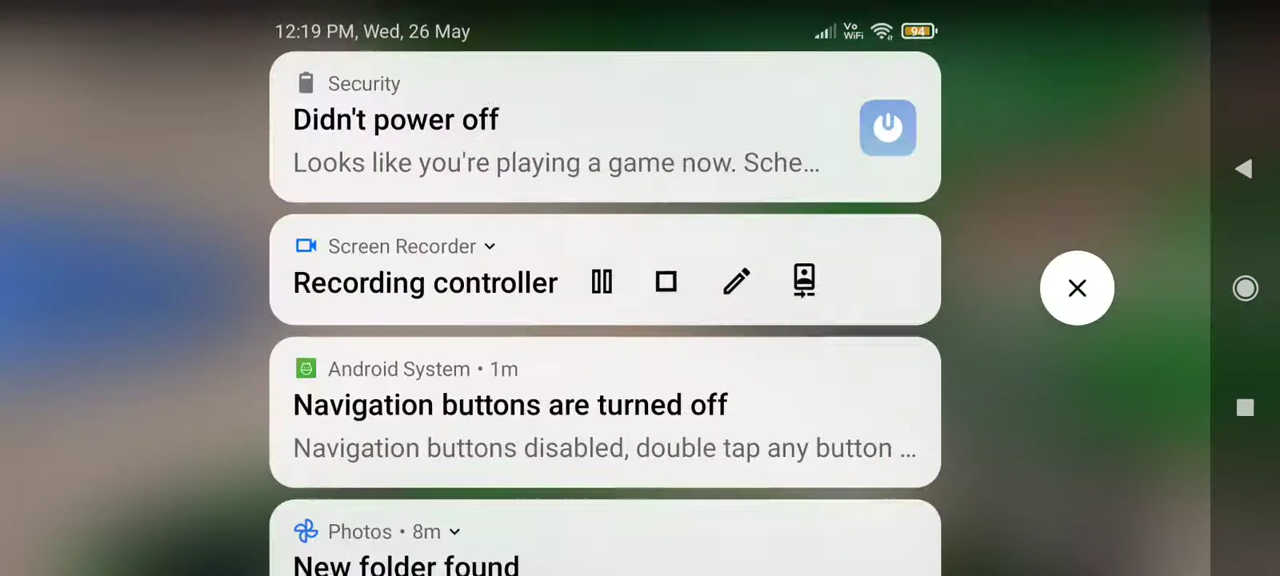 12:19 PM, Wed, 26 May
Vo
WiFi
94
Security
Didn't power off
Looks like you're playing a game now. Sche...
Screen Recorder
Recording controller
Android System • 1m
Navigation buttons are turned off
Navigation buttons disabled, double tap any button ...
Photos • 8m
New folder found